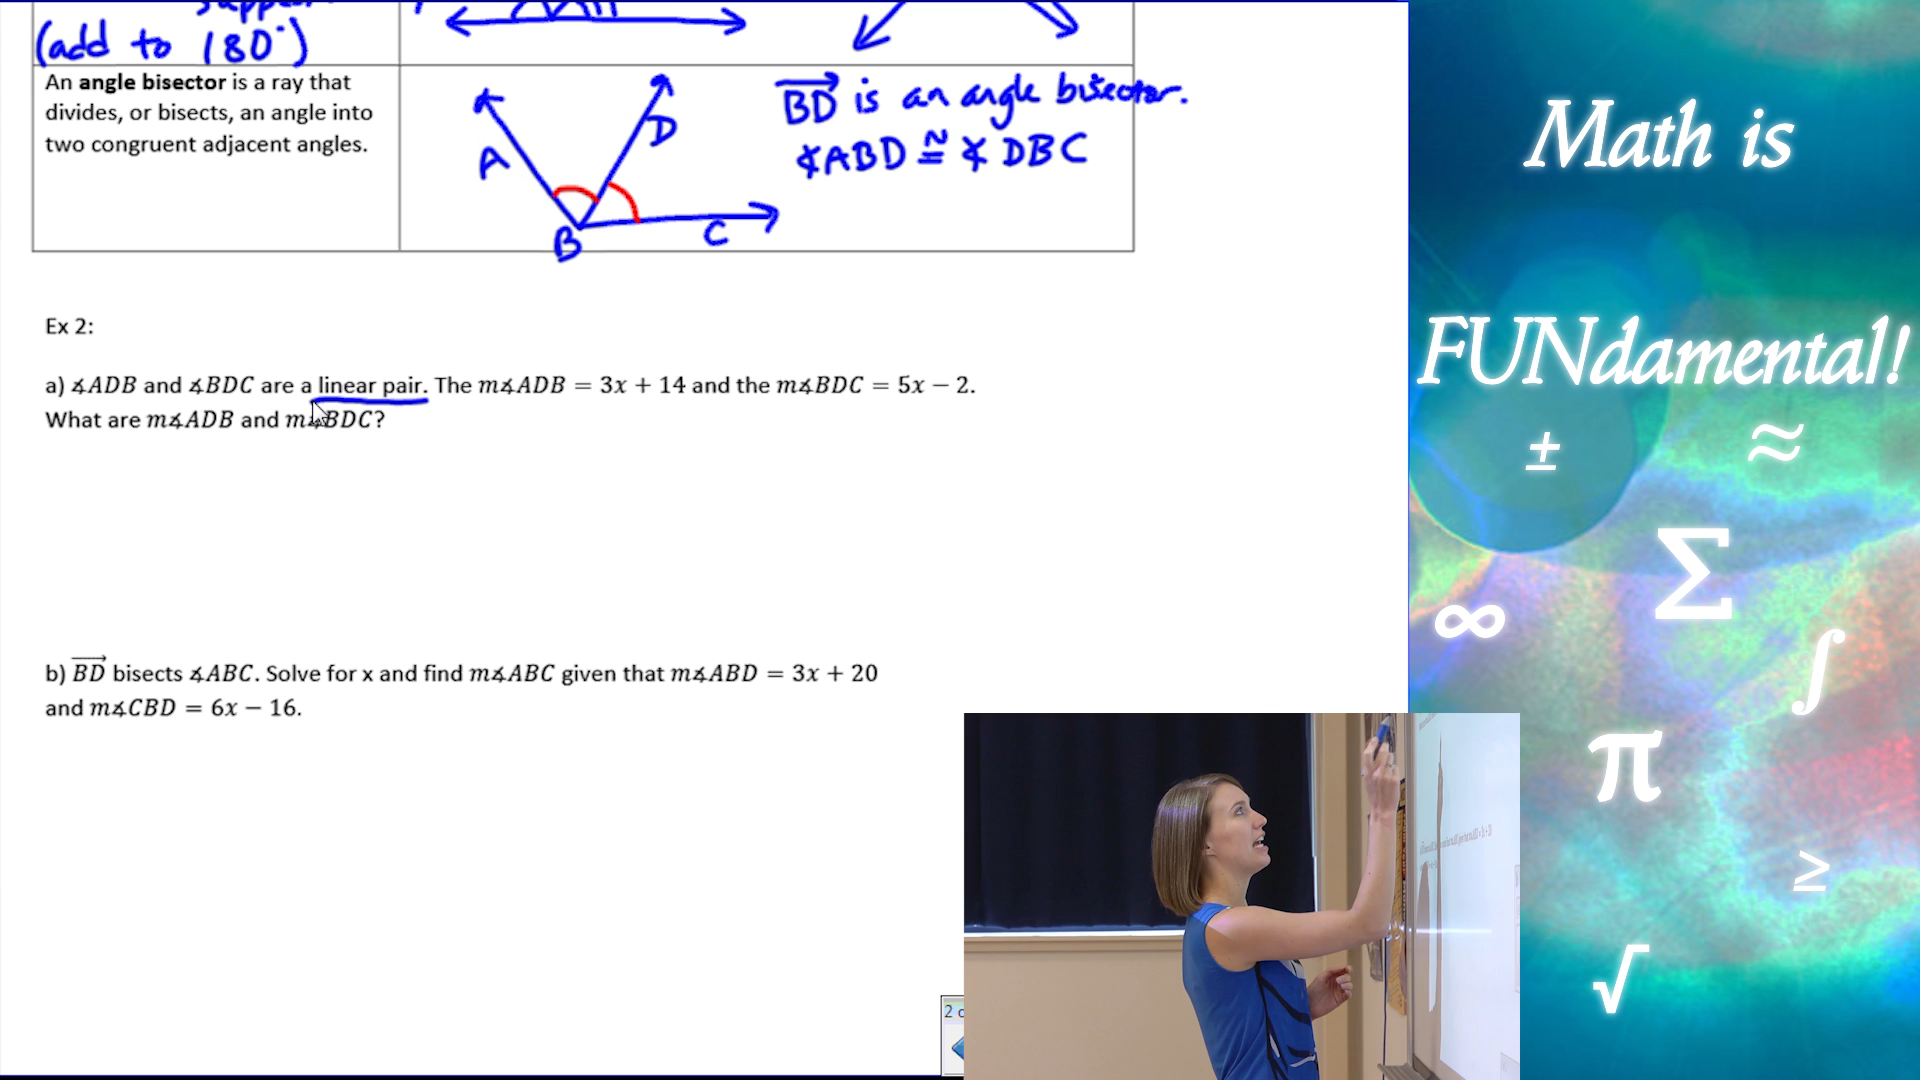 (add to 180°)
An angle bisector is a ray that
divides, or bisects, an angle into
two congruent adjacent angles.
A
D
B
C
BD is an angle bisector.
∡ABD ≅ ∡DBC
Ex 2:
a) ∡ADB and ∡BDC are a linear pair. The m∡ADB = 3x + 14 and the m∡BDC = 5x − 2.
What are m∡ADB and m∡BDC?
b) BD bisects ∡ABC. Solve for x and find m∡ABC given that m∡ABD = 3x + 20
and m∡CBD = 6x − 16.
2 o
Math is
FUNdamental!
± ≈
Σ
∞
∫
π
≥
√